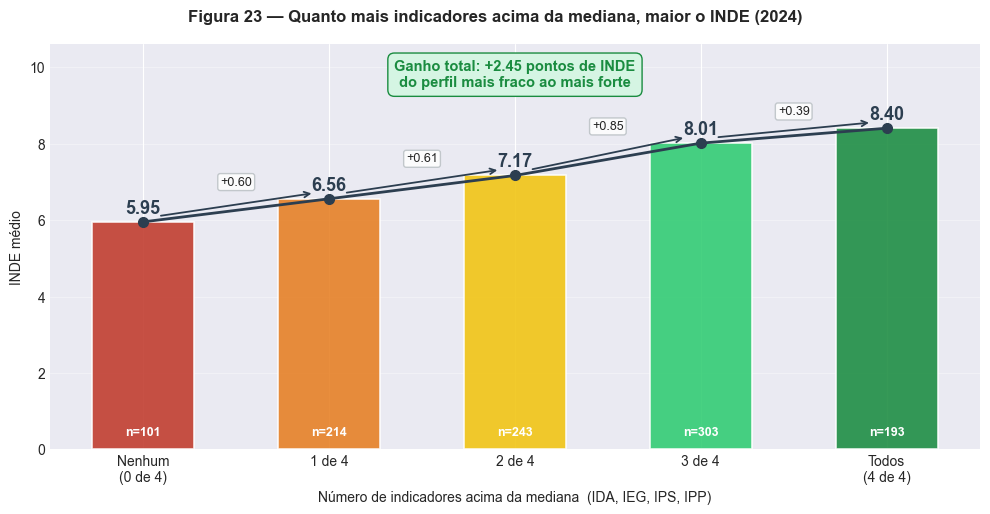 Figura 23 — Quanto mais indicadores acima da mediana, maior o INDE (2024)
Ganho total: +2.45 pontos de INDE
do perfil mais fraco ao mais forte
INDE médio
10
8
6
4
2
0
5.95
+0.60
6.56
+0.61
7.17
+0.85
8.01
+0.39
8.40
n=101
n=214
n=243
n=303
n=193
Nenhum
(0 de 4)
1 de 4
2 de 4
3 de 4
Todos
(4 de 4)
Número de indicadores acima da mediana (IDA, IEG, IPS, IPP)